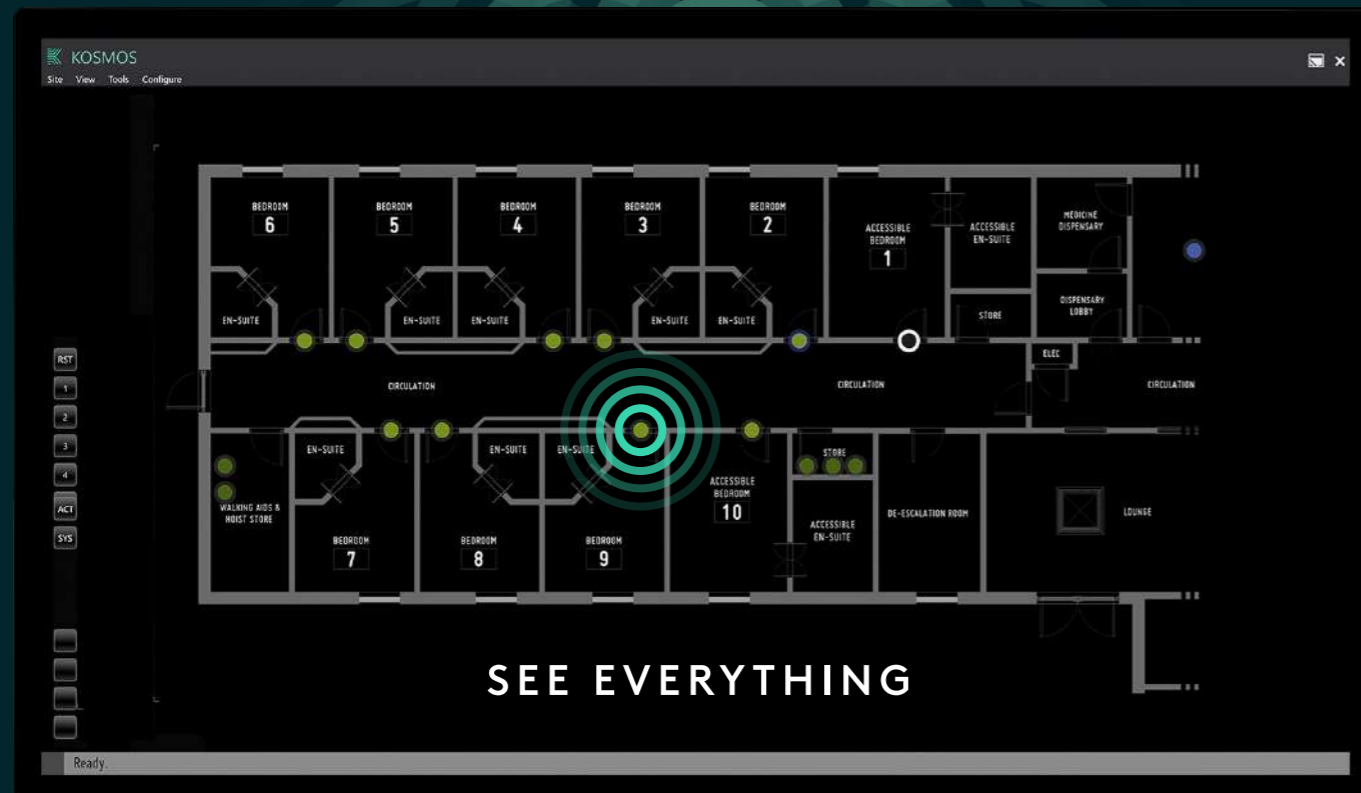 KOSMOS
Site View Tools Configure
BEDROOM
6
BEDROOM
5
BEDROOM
4
BEDROOM
3
BEDROOM
2
ACCESSIBLE
BEDROOM
1
ACCESSIBLE
EN-SUITE
MEDICINE
DISPENSARY
EN-SUITE
EN-SUITE
EN-SUITE
EN-SUITE
EN-SUITE
STORE
DISPENSARY
LOBBY
ELEC
CIRCULATION
CIRCULATION
CIRCULATION
RST
1
2
3
4
ACT
SYS
WALKING AIDS &
HOIST STORE
EN-SUITE
BEDROOM
7
EN-SUITE
BEDROOM
8
EN-SUITE
BEDROOM
9
ACCESSIBLE
BEDROOM
10
STORE
ACCESSIBLE
EN-SUITE
DE-ESCALATION ROOM
LOUNGE
SEE EVERYTHING
Ready.